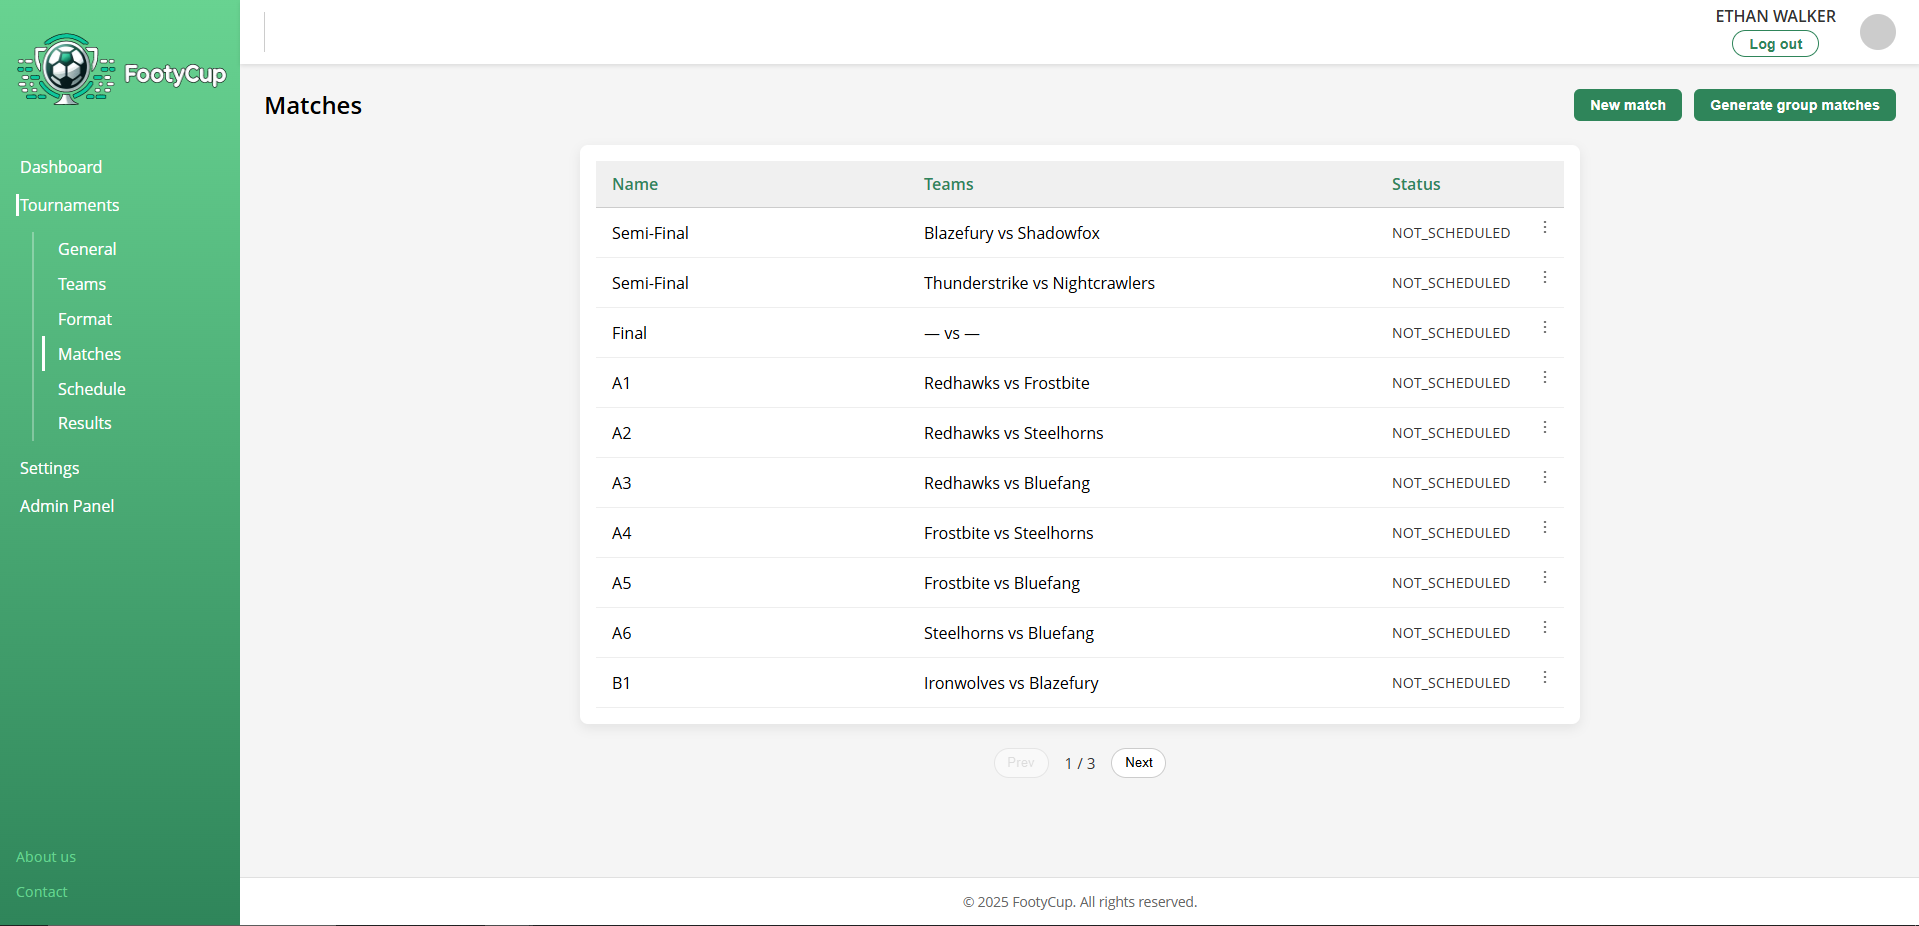 FootyCup
ETHAN WALKER
Log out
Dashboard
Tournaments
General
Teams
Format
Matches
Schedule
Results
Settings
Admin Panel
About us
Contact
Matches
New match
Generate group matches
Name Teams Status
Semi-Final Blazefury vs Shadowfox NOT_SCHEDULED
Semi-Final Thunderstrike vs Nightcrawlers NOT_SCHEDULED
Final — vs — NOT_SCHEDULED
A1 Redhawks vs Frostbite NOT_SCHEDULED
A2 Redhawks vs Steelhorns NOT_SCHEDULED
A3 Redhawks vs Bluefang NOT_SCHEDULED
A4 Frostbite vs Steelhorns NOT_SCHEDULED
A5 Frostbite vs Bluefang NOT_SCHEDULED
A6 Steelhorns vs Bluefang NOT_SCHEDULED
B1 Ironwolves vs Blazefury NOT_SCHEDULED
Prev 1 / 3 Next
© 2025 FootyCup. All rights reserved.